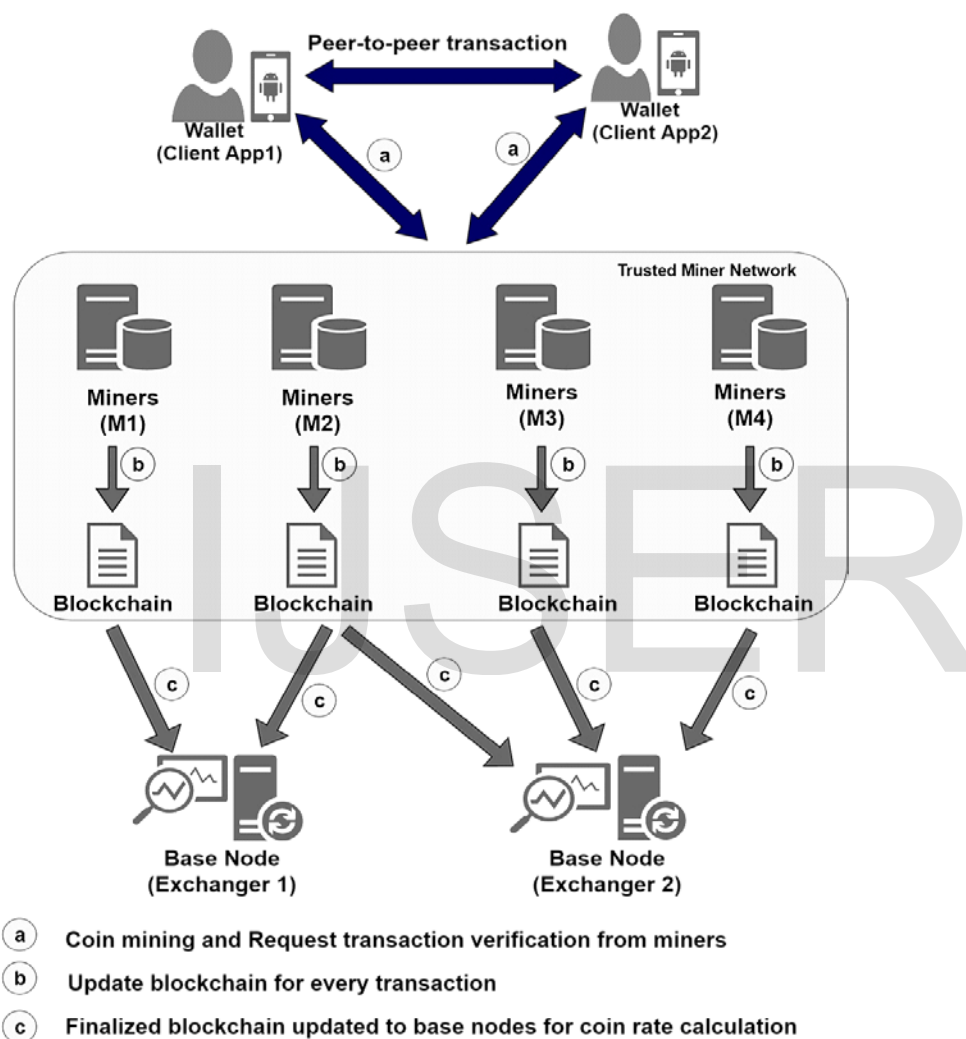 Peer-to-peer transaction
Wallet
(Client App1)
Wallet
(Client App2)
a
a
Trusted Miner Network
Miners
(M1)
Miners
(M2)
Miners
(M3)
Miners
(M4)
b
b
b
b
Blockchain
Blockchain
Blockchain
Blockchain
IJSER
c
c
c
c
c
Base Node
(Exchanger 1)
Base Node
(Exchanger 2)
a Coin mining and Request transaction verification from miners
b Update blockchain for every transaction
c Finalized blockchain updated to base nodes for coin rate calculation